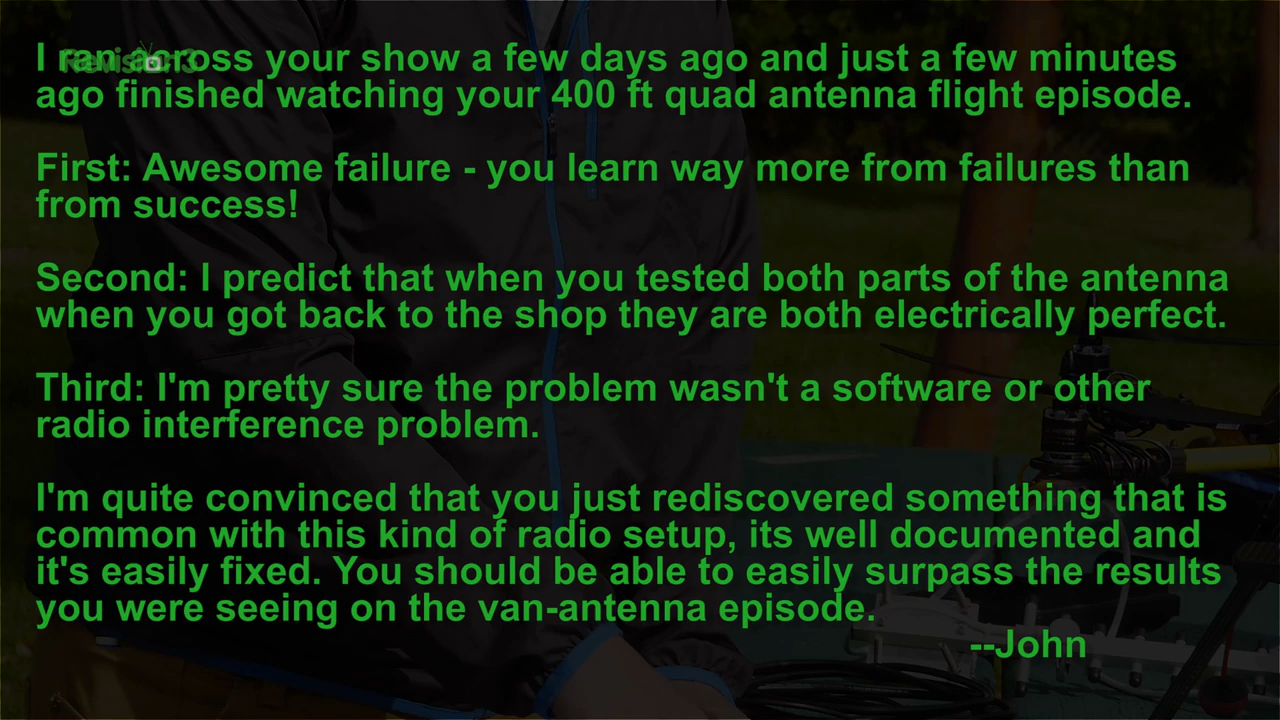 I ran across your show a few days ago and just a few minutes
ago finished watching your 400 ft quad antenna flight episode.
First: Awesome failure - you learn way more from failures than
from success!
Second: I predict that when you tested both parts of the antenna
when you got back to the shop they are both electrically perfect.
Third: I'm pretty sure the problem wasn't a software or other
radio interference problem.
I'm quite convinced that you just rediscovered something that is
common with this kind of radio setup, its well documented and
it's easily fixed. You should be able to easily surpass the results
you were seeing on the van-antenna episode.
--John
Revision3